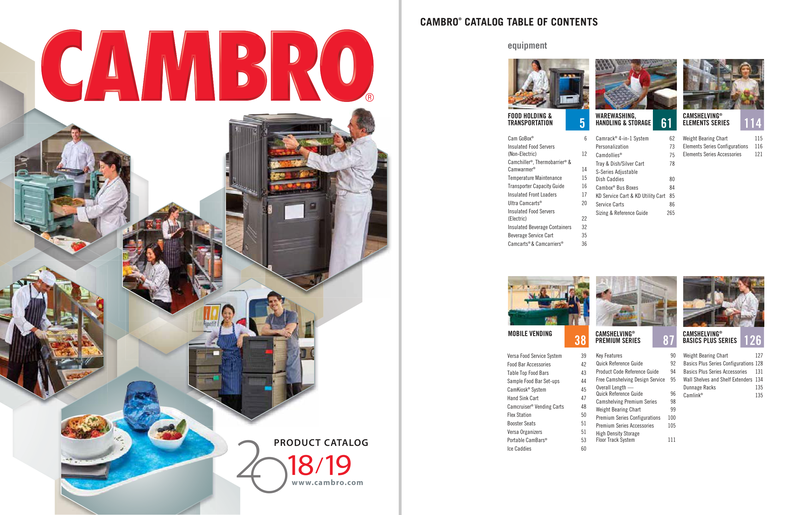 CAMBRO®
PRODUCT CATALOG
2018/19
www.cambro.com
CAMBRO® CATALOG TABLE OF CONTENTS
equipment
FOOD HOLDING &
TRANSPORTATION 5
Cam GoBox® 6
Insulated Food Servers
(Non-Electric) 12
Camchiller®, Thermobarrier® &
Camwarmer® 14
Temperature Maintenance 15
Transporter Capacity Guide 16
Insulated Front Loaders 17
Ultra Camcarts® 20
Insulated Food Servers
(Electric) 22
Insulated Beverage Containers 32
Beverage Service Cart 35
Camcarts® & Camcarriers® 36
WAREWASHING,
HANDLING & STORAGE 61
Camrack® 4-in-1 System 62
Personalization 73
Camdollies® 75
Tray & Dish/Silver Cart 78
S-Series Adjustable
Dish Caddies 80
Cambox® Bus Boxes 84
KD Service Cart & KD Utility Cart 85
Service Carts 86
Sizing & Reference Guide 265
CAMSHELVING®
ELEMENTS SERIES 114
Weight Bearing Chart 115
Elements Series Configurations 116
Elements Series Accessories 121
MOBILE VENDING 38
Versa Food Service System 39
Food Bar Accessories 42
Table Top Food Bars 43
Sample Food Bar Set-ups 44
CamKiosk® System 45
Hand Sink Cart 47
Camcruiser® Vending Carts 48
Flex Station 50
Booster Seats 51
Versa Organizers 51
Portable CamBars® 53
Ice Caddies 60
CAMSHELVING®
PREMIUM SERIES 87
Key Features 90
Quick Reference Guide 92
Product Code Reference Guide 94
Free Camshelving Design Service 95
Overall Length —
Quick Reference Guide 95
Camshelving Premium Series 98
Weight Bearing Chart 99
Premium Series Configurations 100
Premium Series Accessories 105
High Density Storage
Floor Track System 111
CAMSHELVING®
BASICS PLUS SERIES 126
Weight Bearing Chart 127
Basics Plus Series Configurations 128
Basics Plus Series Accessories 131
Wall Shelves and Shelf Extenders 134
Dunnage Racks 135
Camlink® 135